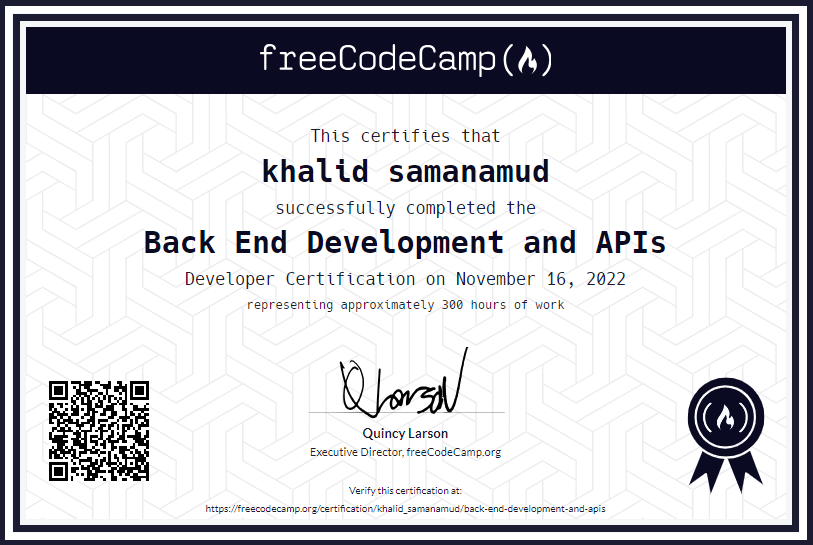 freeCodeCamp
This certifies that
khalid samanamud
successfully completed the
Back End Development and APIs
Developer Certification on November 16, 2022
representing approximately 300 hours of work
QLarson
Quincy Larson
Executive Director, freeCodeCamp.org
Verify this certification at:
https://freecodecamp.org/certification/khalid_samanamud/back-end-development-and-apis